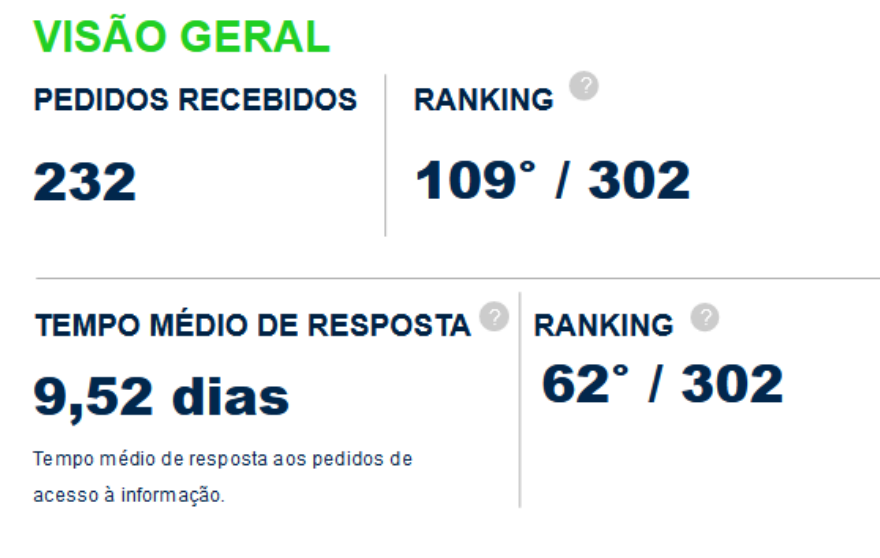 VISÃO GERAL
PEDIDOS RECEBIDOS
RANKING ?
232
109° / 302
TEMPO MÉDIO DE RESPOSTA ?
RANKING ?
9,52 dias
62° / 302
Tempo médio de resposta aos pedidos de
acesso à informação.